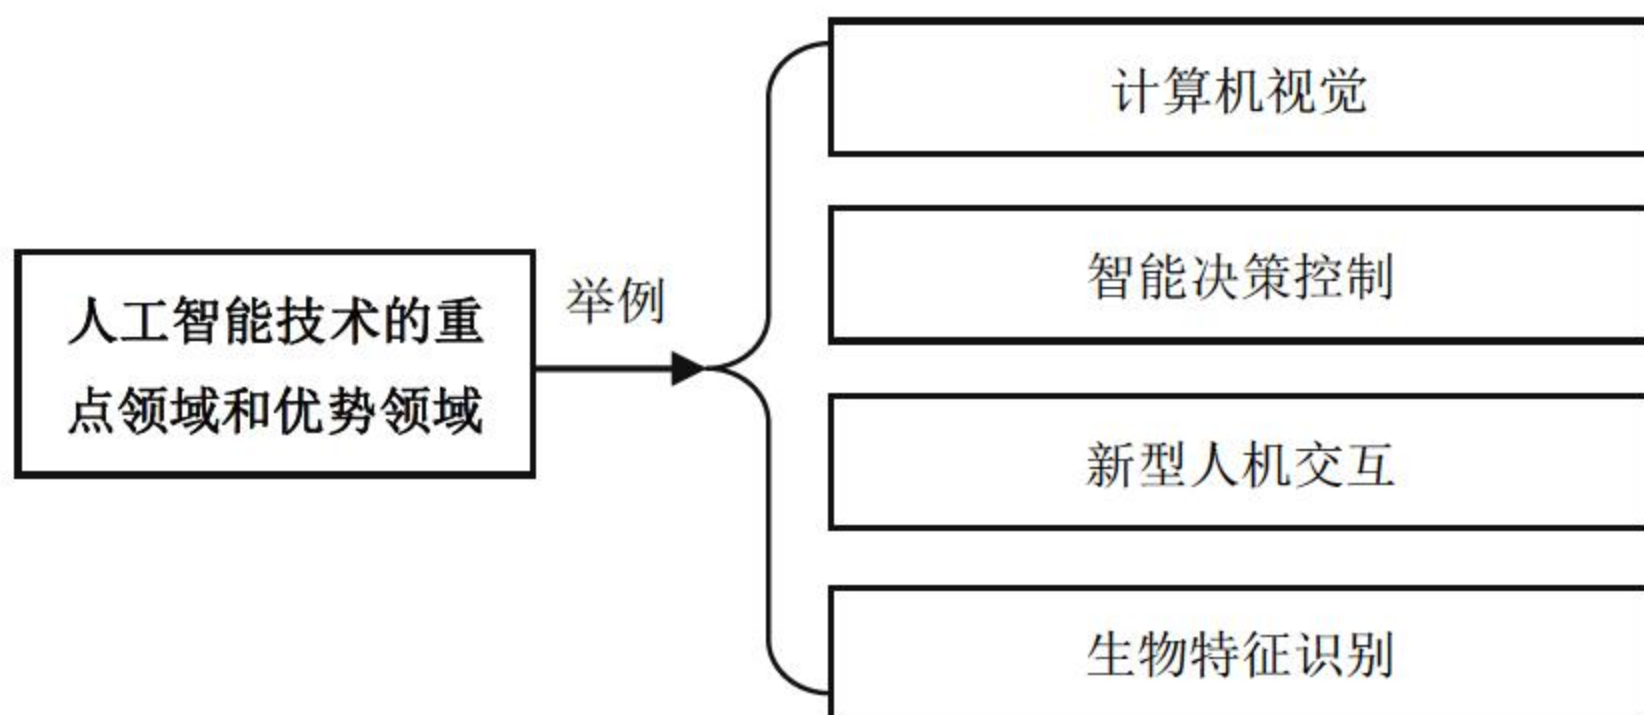 人工智能技术的重
点领域和优势领域
举例
计算机视觉
智能决策控制
新型人机交互
生物特征识别